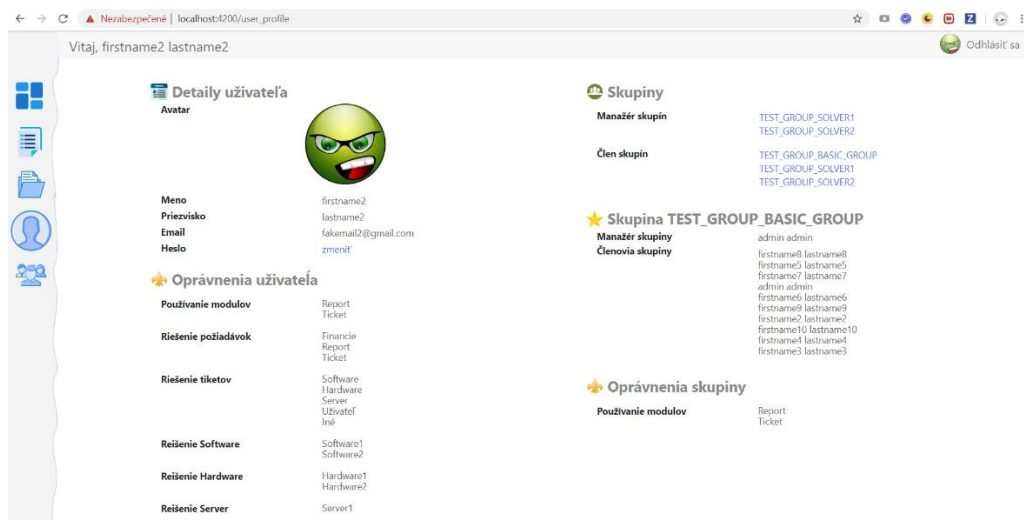 Nezabezpečené | localhost:4200/user_profile
Vitaj, firstname2 lastname2
Odhlásiť sa
Detaily uživateľa
Avatar
Meno firstname2
Priezvisko lastname2
Email fakemail2@gmail.com
Heslo zmeniť
Oprávnenia uživateĺa
Používanie modulov Report
Ticket
Riešenie požiadávok Financie
Report
Ticket
Riešenie tiketov Software
Hardware
Server
Uživateľ
Iné
Reišenie Software Software1
Software2
Reišenie Hardware Hardware1
Hardware2
Reišenie Server Server1
Skupiny
Manažér skupín TEST_GROUP_SOLVER1
TEST_GROUP_SOLVER2
Člen skupín TEST_GROUP_BASIC_GROUP
TEST_GROUP_SOLVER1
TEST_GROUP_SOLVER2
Skupina TEST_GROUP_BASIC_GROUP
Manažér skupiny admin admin
Členovia skupiny firstname8 lastname8
firstname5 lastname5
firstname7 lastname7
admin admin
firstname6 lastname6
firstname9 lastname9
firstname2 lastname2
firstname10 lastname10
firstname4 lastname4
firstname3 lastname3
Oprávnenia skupiny
Používanie modulov Report
Ticket